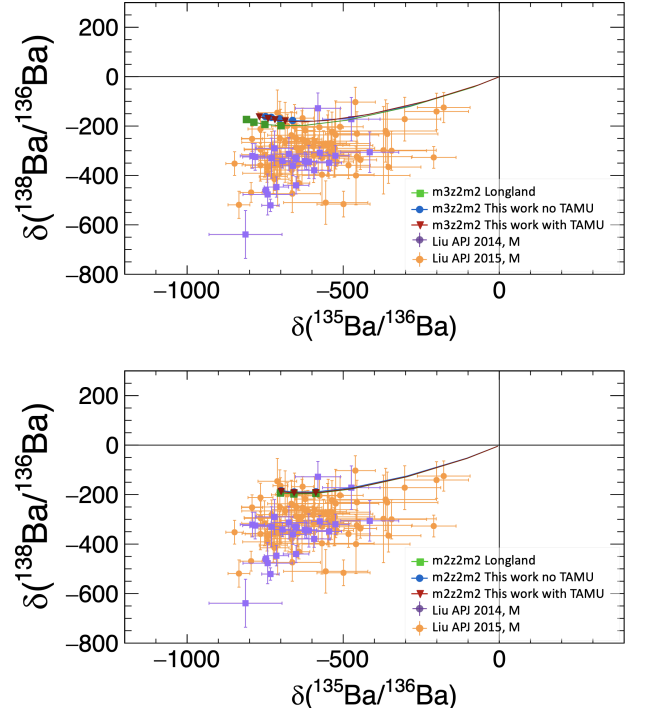 200
0
−200
−400
−600
−800
δ(¹³⁸Ba/¹³⁶Ba)
m3z2m2 Longland
m3z2m2 This work no TAMU
m3z2m2 This work with TAMU
Liu APJ 2014, M
Liu APJ 2015, M
−1000 −500 0
δ(¹³⁵Ba/¹³⁶Ba)
200
0
−200
−400
−600
−800
δ(¹³⁸Ba/¹³⁶Ba)
m2z2m2 Longland
m2z2m2 This work no TAMU
m2z2m2 This work with TAMU
Liu APJ 2014, M
Liu APJ 2015, M
−1000 −500 0
δ(¹³⁵Ba/¹³⁶Ba)